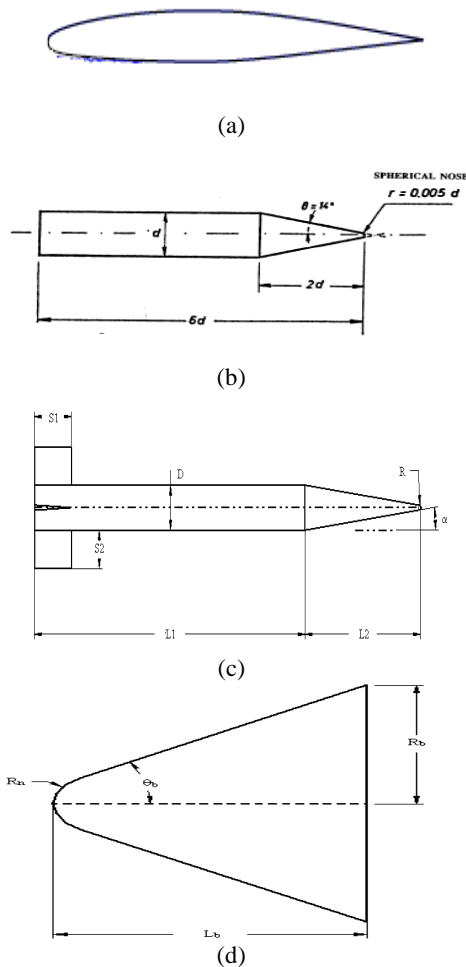 (a)
SPHERICAL NOSE
r = 0,005 d
θ = 14°
d
2d
6d
(b)
S1
D
R
α
S2
L1
L2
(c)
Rn
Θb
Rb
Lb
(d)